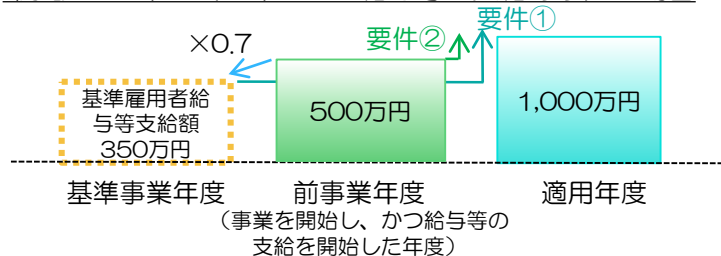 ×0.7
要件②
要件①
基準雇用者給
与等支給額
350万円
500万円
1,000万円
基準事業年度
前事業年度
適用年度
（事業を開始し、かつ給与等の
支給を開始した年度）